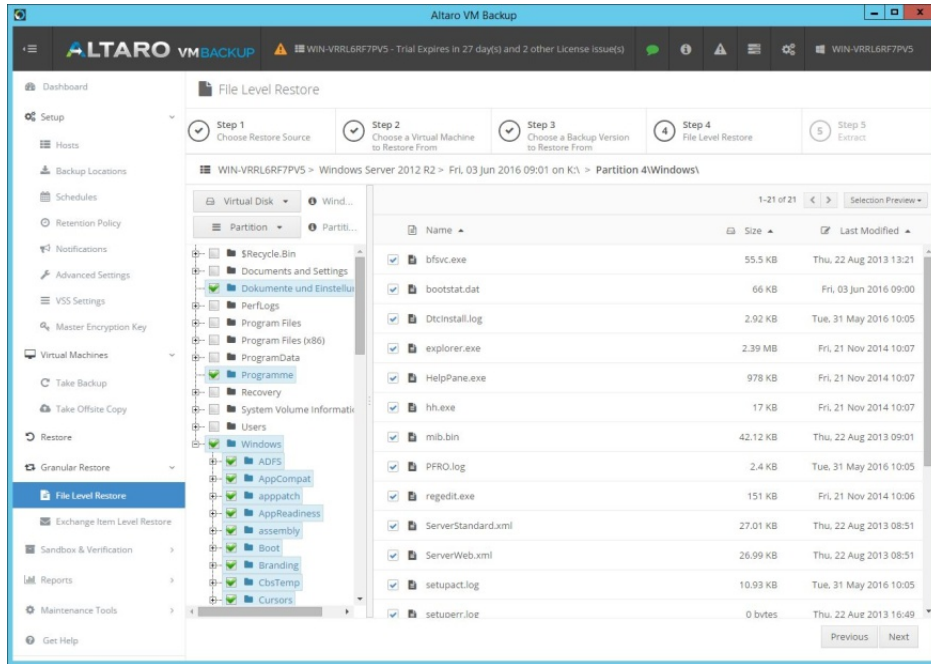 Altaro VM Backup
ALTARO VMBACKUP
WIN-VRRL6RF7PV5 - Trial Expires in 27 day(s) and 2 other License issue(s)
WIN-VRRL6RF7PV5
Dashboard
Setup
Hosts
Backup Locations
Schedules
Retention Policy
Notifications
Advanced Settings
VSS Settings
Master Encryption Key
Virtual Machines
Take Backup
Take Offsite Copy
Restore
Granular Restore
File Level Restore
Exchange Item Level Restore
Sandbox & Verification
Reports
Maintenance Tools
Get Help
File Level Restore
Step 1
Choose Restore Source
Step 2
Choose a Virtual Machine
to Restore From
Step 3
Choose a Backup Version
to Restore From
4
Step 4
File Level Restore
5
Step 5
Extract
WIN-VRRL6RF7PV5 > Windows Server 2012 R2 > Fri, 03 Jun 2016 09:01 on K:\ > Partition 4\Windows\
Virtual Disk
Wind...
Partition
Partiti...
$Recycle.Bin
Documents and Settings
Dokumente und Einstellu
PerfLogs
Program Files
Program Files (x86)
ProgramData
Programme
Recovery
System Volume Informati
Users
Windows
ADFS
AppCompat
apppatch
AppReadiness
assembly
Boot
Branding
CbsTemp
Cursors
1-21 of 21
Selection Preview
Name Size Last Modified
bfsvc.exe 55.5 KB Thu, 22 Aug 2013 13:21
bootstat.dat 66 KB Fri, 03 Jun 2016 09:00
DtcInstall.log 2.92 KB Tue, 31 May 2016 10:05
explorer.exe 2.39 MB Fri, 21 Nov 2014 10:07
HelpPane.exe 978 KB Fri, 21 Nov 2014 10:07
hh.exe 17 KB Fri, 21 Nov 2014 10:07
mib.bin 42.12 KB Thu, 22 Aug 2013 09:01
PFRO.log 2.4 KB Tue, 31 May 2016 10:05
regedit.exe 151 KB Fri, 21 Nov 2014 10:06
ServerStandard.xml 27.01 KB Thu, 22 Aug 2013 08:51
ServerWeb.xml 26.99 KB Thu, 22 Aug 2013 08:51
setupact.log 10.93 KB Tue, 31 May 2016 10:05
setuperr.log 0 bytes Thu, 22 Aug 2013 16:49
Previous
Next